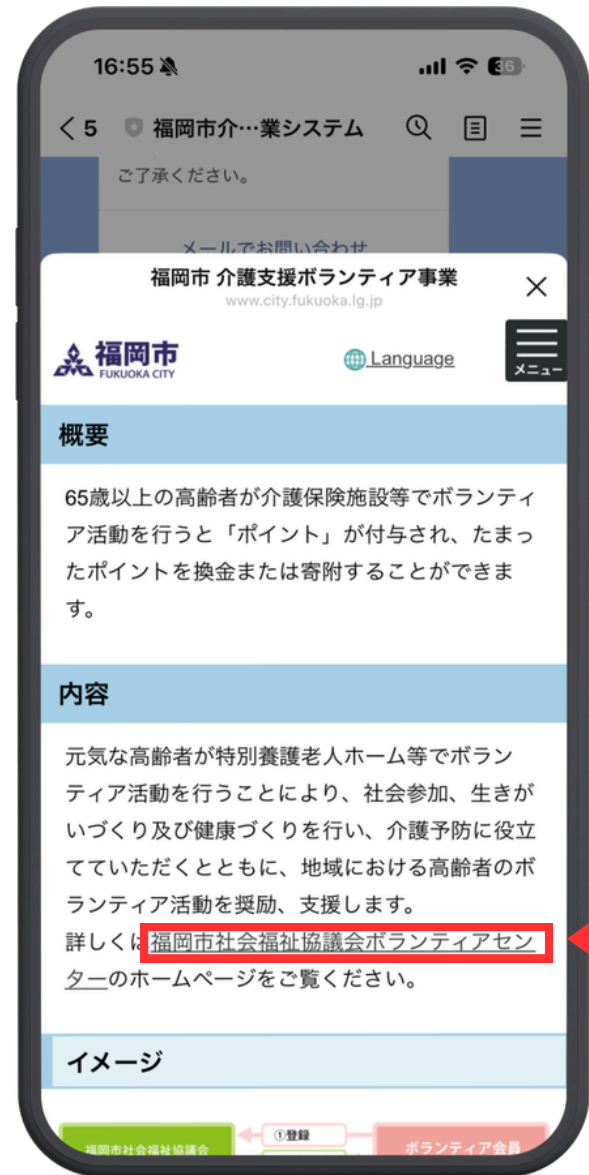 16:55
36
5
福岡市介…業システム
ご了承ください。
メールでお問い合わせ
福岡市 介護支援ボランティア事業
www.city.fukuoka.lg.jp
福岡市
FUKUOKA CITY
Language
メニュー
概要
65歳以上の高齢者が介護保険施設等でボランティ
ア活動を行うと「ポイント」が付与され、たまっ
たポイントを換金または寄附することができま
す。
内容
元気な高齢者が特別養護老人ホーム等でボラン
ティア活動を行うことにより、社会参加、生きが
いづくり及び健康づくりを行い、介護予防に役立
てていただくとともに、地域における高齢者のボ
ランティア活動を奨励、支援します。
詳しくは福岡市社会福祉協議会ボランティアセン
ターのホームページをご覧ください。
イメージ
①登録
福岡市社会福祉協議会
ボランティア会員